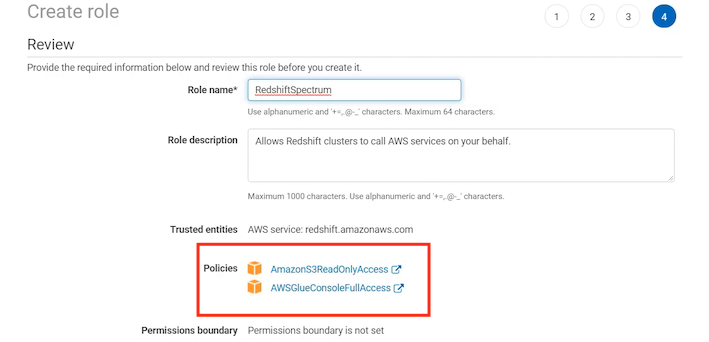 Create role
1 2 3 4
Review
Provide the required information below and review this role before you create it.
Role name* RedshiftSpectrum
Use alphanumeric and '+=,.@-_' characters. Maximum 64 characters.
Role description Allows Redshift clusters to call AWS services on your behalf.
Maximum 1000 characters. Use alphanumeric and '+=,.@-_' characters.
Trusted entities AWS service: redshift.amazonaws.com
Policies AmazonS3ReadOnlyAccess
AWSGlueConsoleFullAccess
Permissions boundary Permissions boundary is not set